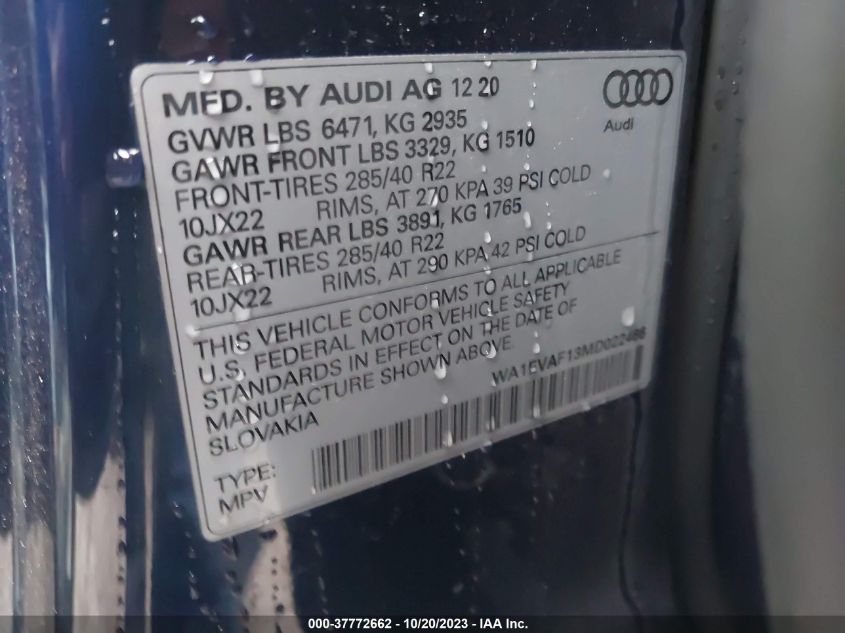 MFD. BY AUDI AG 12 20
Audi
GVWR LBS 6471, KG 2935
GAWR FRONT LBS 3329, KG 1510
FRONT-TIRES 285/40 R22
10JX22 RIMS, AT 270 KPA 39 PSI COLD
GAWR REAR LBS 3891, KG 1765
REAR-TIRES 285/40 R22
10JX22 RIMS, AT 290 KPA 42 PSI COLD
THIS VEHICLE CONFORMS TO ALL APPLICABLE
U.S. FEDERAL MOTOR VEHICLE SAFETY
STANDARDS IN EFFECT ON THE DATE OF
MANUFACTURE SHOWN ABOVE.
SLOVAKIA
WA1EVAF13MD022468
TYPE:
MPV
000-37772662 - 10/20/2023 - IAA Inc.